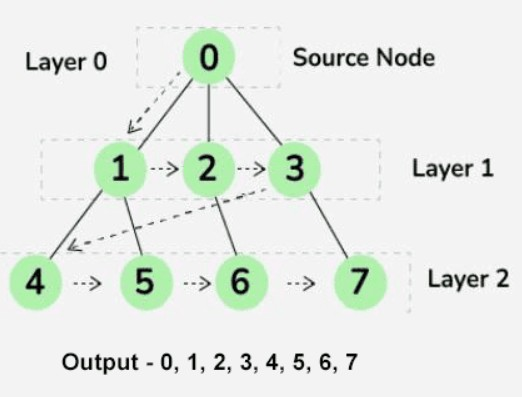 Layer 0
0
Source Node
1
2
3
Layer 1
4
5
6
7
Layer 2
Output - 0, 1, 2, 3, 4, 5, 6, 7